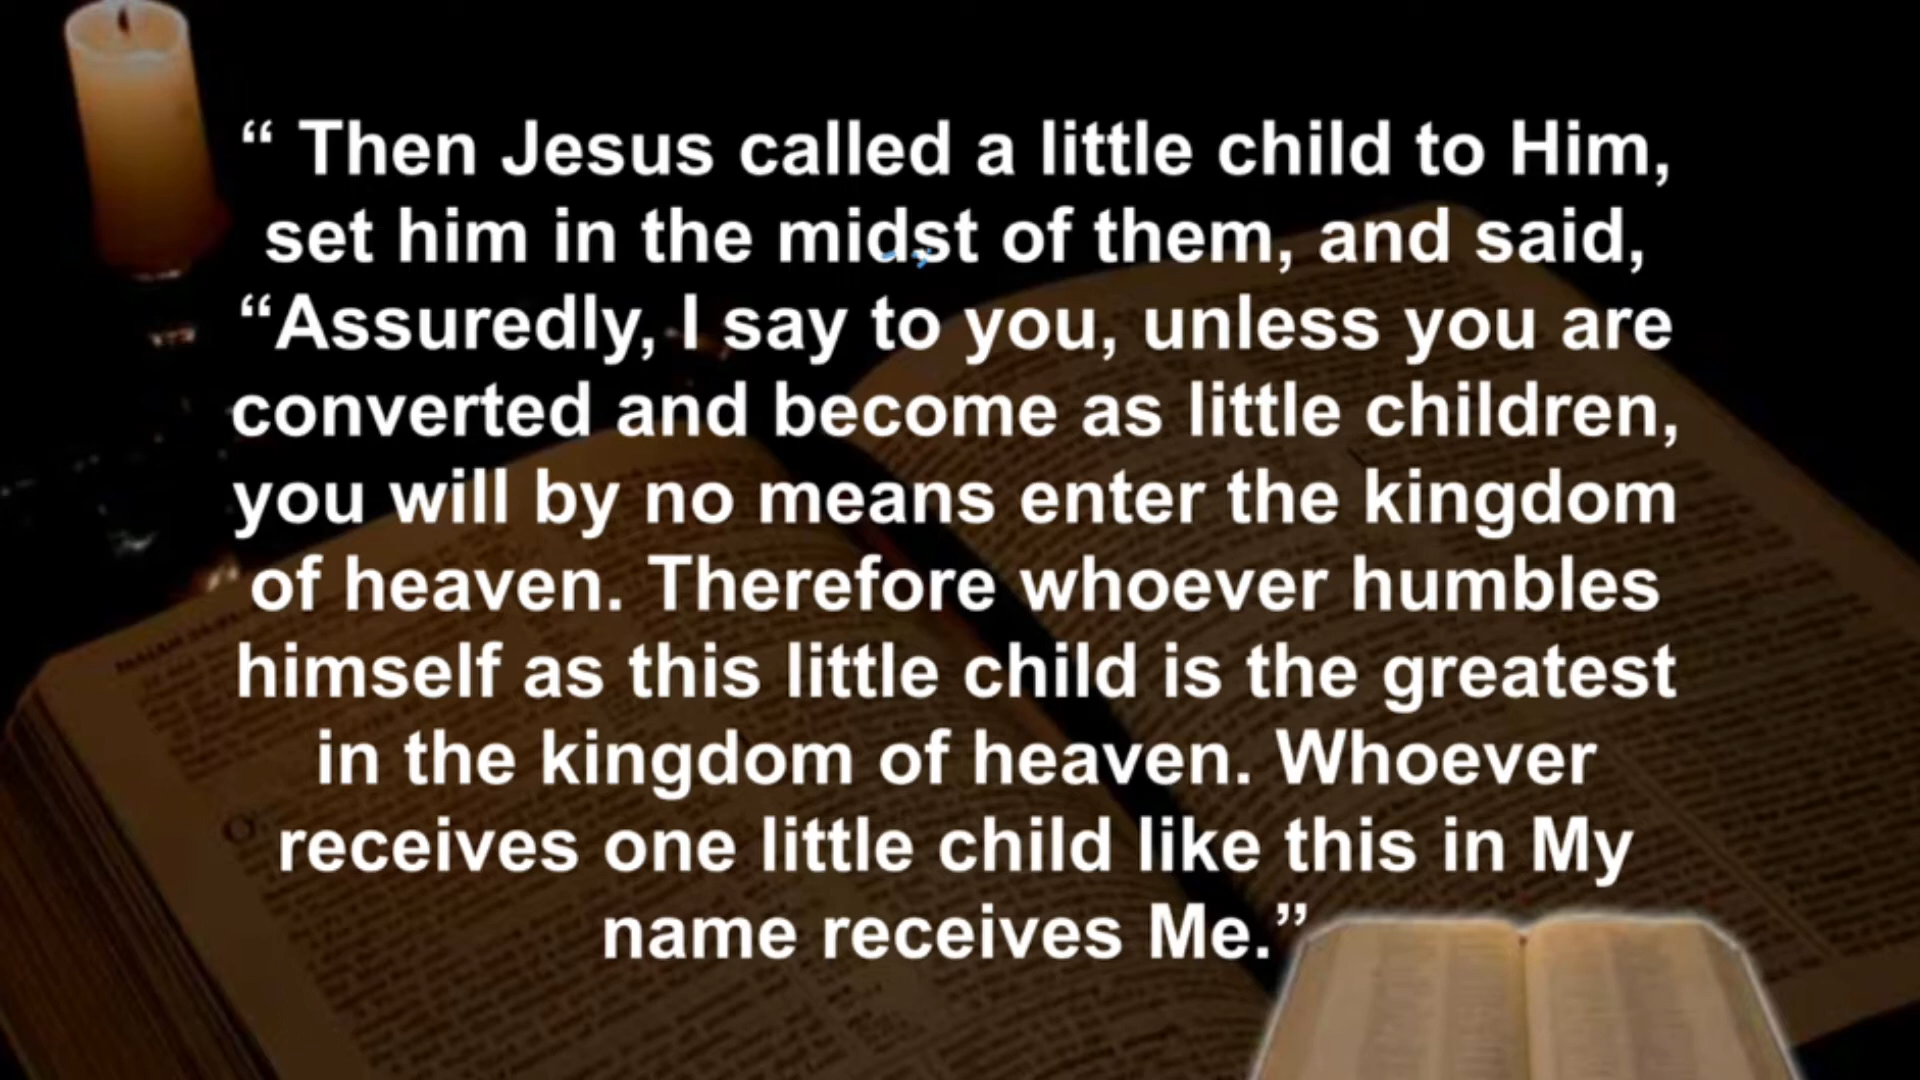 “ Then Jesus called a little child to Him,
set him in the midst of them, and said,
“Assuredly, I say to you, unless you are
converted and become as little children,
you will by no means enter the kingdom
of heaven. Therefore whoever humbles
himself as this little child is the greatest
in the kingdom of heaven. Whoever
receives one little child like this in My
name receives Me.”